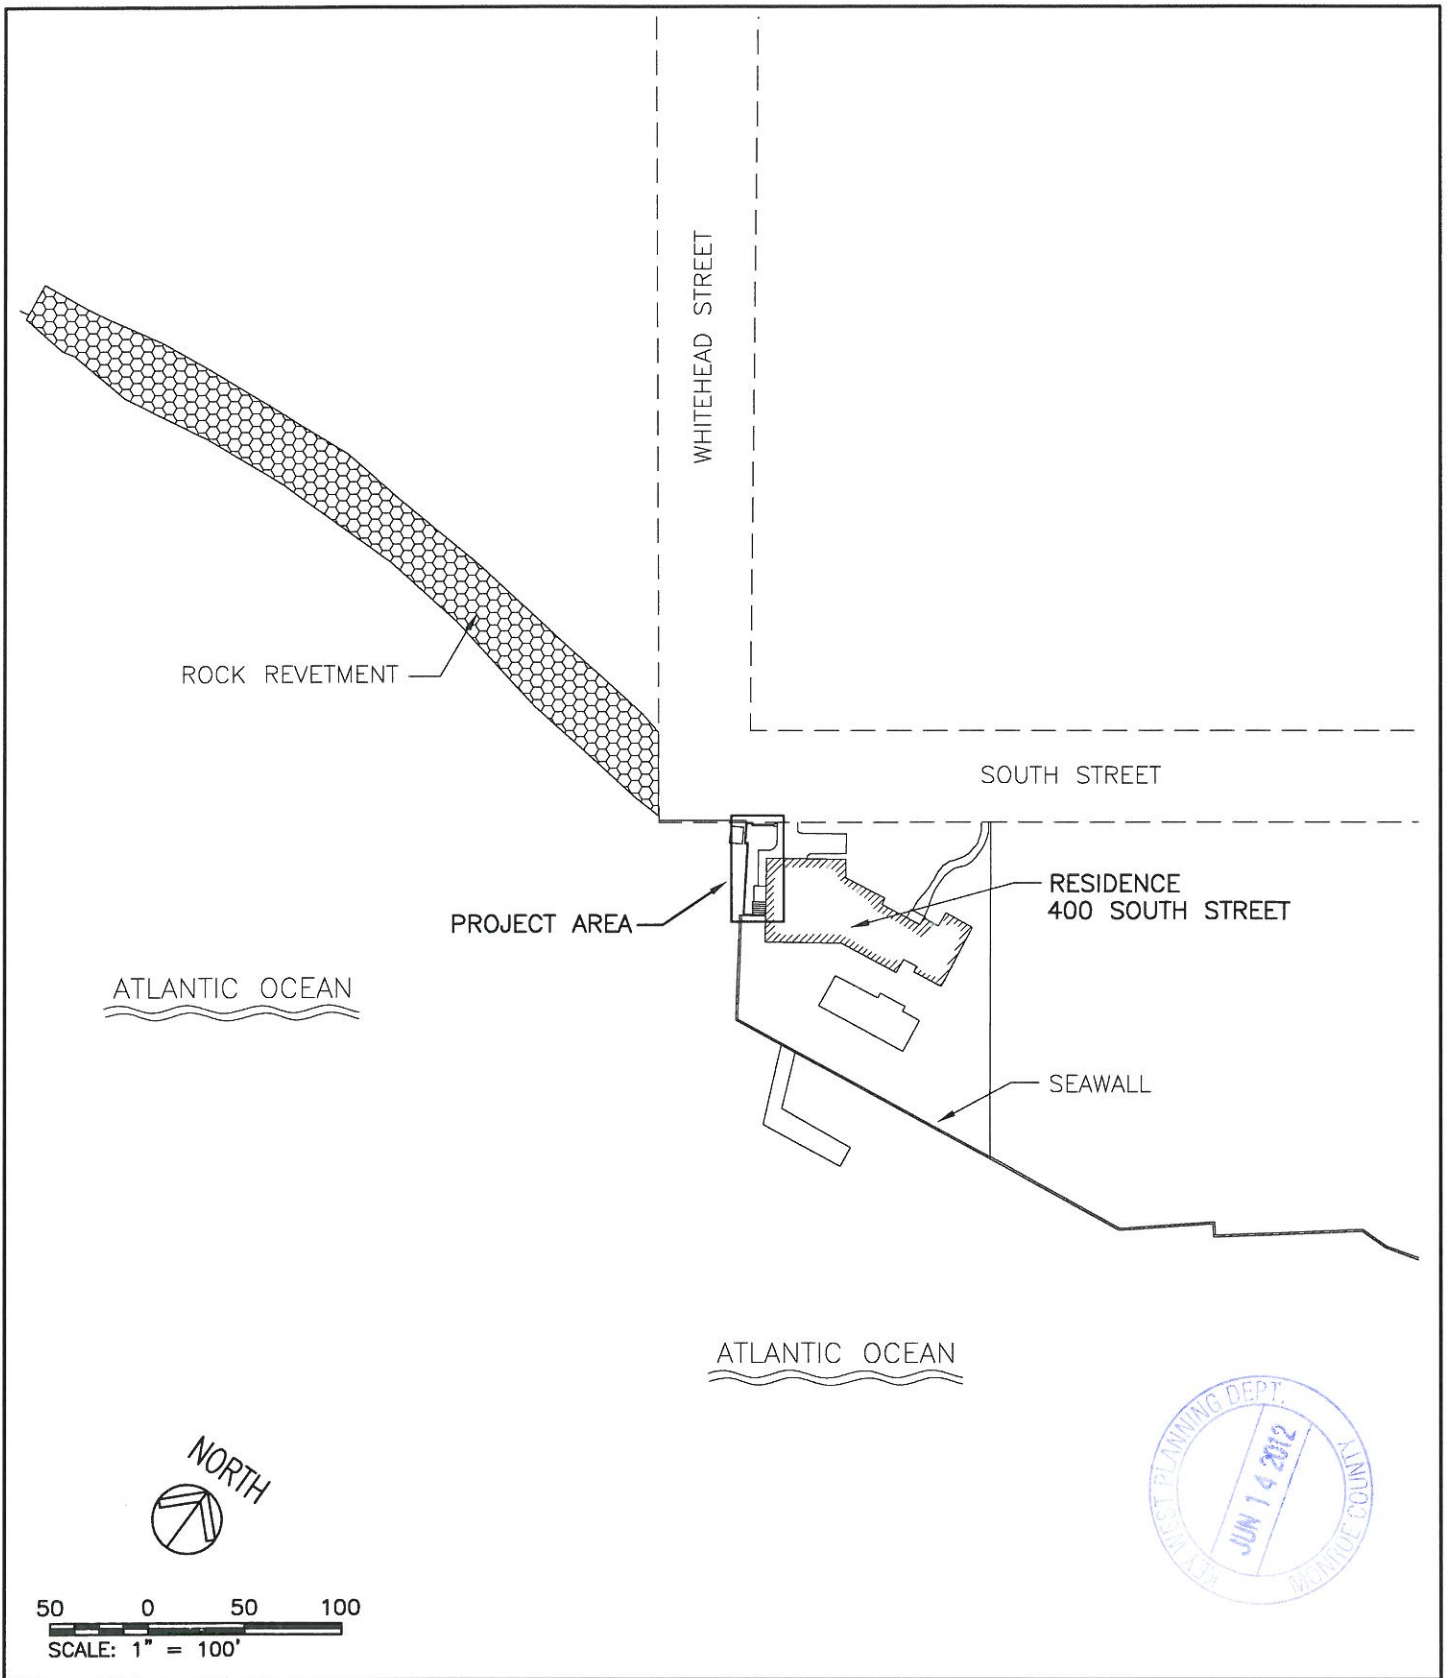 WHITEHEAD STREET
ROCK REVETMENT
SOUTH STREET
RESIDENCE
400 SOUTH STREET
PROJECT AREA
ATLANTIC OCEAN
SEAWALL
ATLANTIC OCEAN
KEY WEST PLANNING DEPT.
JUN 14 2012
MONROE COUNTY
NORTH
50 0 50 100
SCALE: 1" = 100'